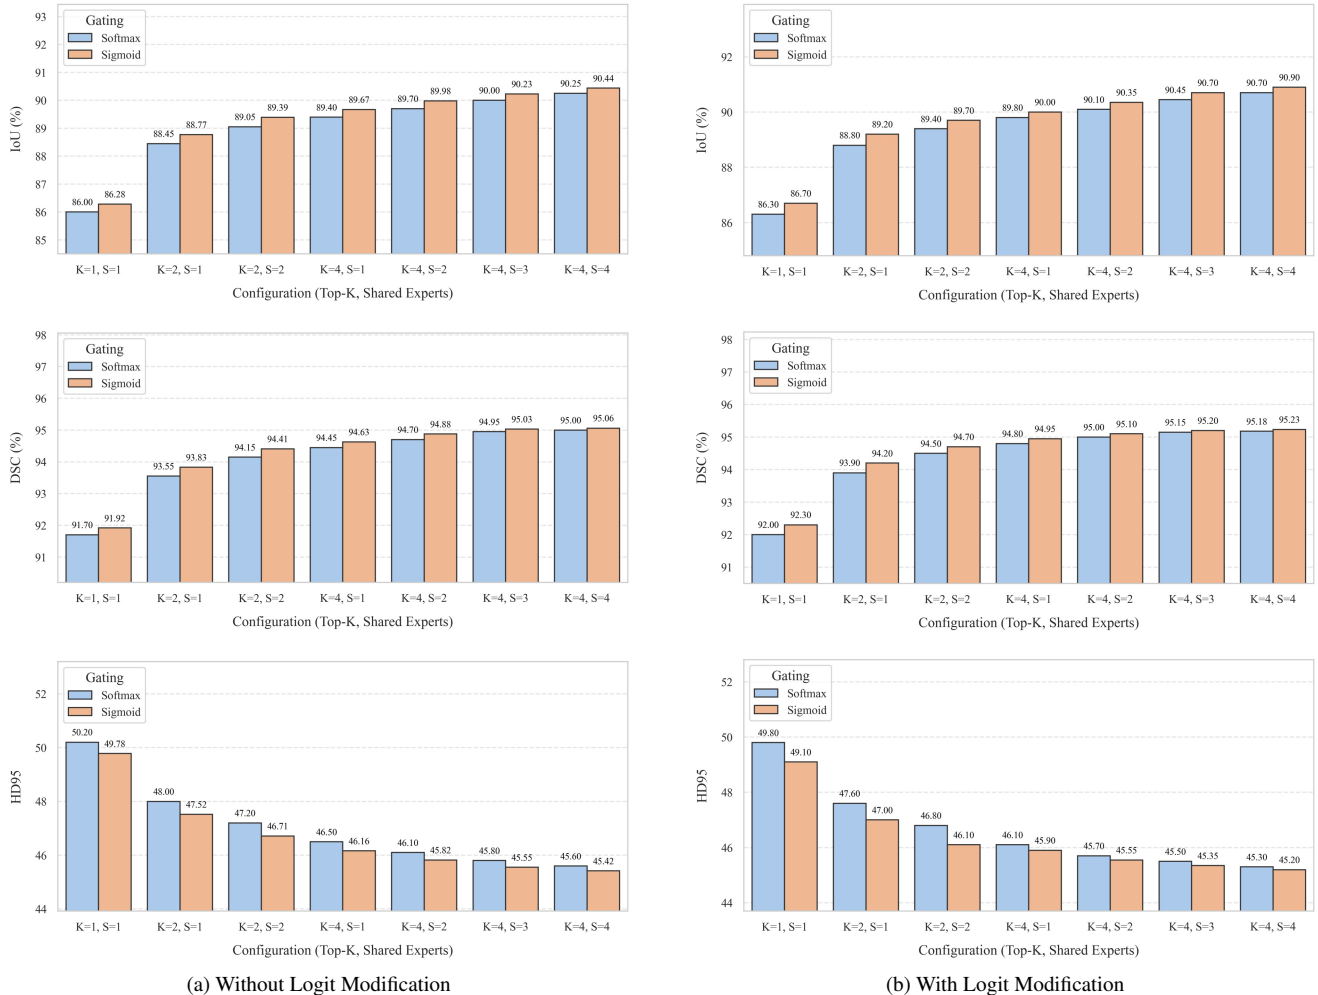 Gating
Softmax
Sigmoid
IoU (%)
93
92
91
90
89
88
87
86
85
86.00 86.28 88.45 88.77 89.05 89.39 89.40 89.67 89.70 89.98 90.00 90.23 90.25 90.44
K=1, S=1 K=2, S=1 K=2, S=2 K=4, S=1 K=4, S=2 K=4, S=3 K=4, S=4
Configuration (Top-K, Shared Experts)
Gating
Softmax
Sigmoid
DSC (%)
98
97
96
95
94
93
92
91
91.70 91.92 93.55 93.83 94.15 94.41 94.45 94.63 94.70 94.88 94.95 95.03 95.00 95.06
K=1, S=1 K=2, S=1 K=2, S=2 K=4, S=1 K=4, S=2 K=4, S=3 K=4, S=4
Configuration (Top-K, Shared Experts)
Gating
Softmax
Sigmoid
HD95
52
50
48
46
44
50.20 49.78 48.00 47.52 47.20 46.71 46.50 46.16 46.10 45.82 45.80 45.55 45.60 45.42
K=1, S=1 K=2, S=1 K=2, S=2 K=4, S=1 K=4, S=2 K=4, S=3 K=4, S=4
Configuration (Top-K, Shared Experts)
(a) Without Logit Modification
Gating
Softmax
Sigmoid
IoU (%)
92
90
88
86
86.30 86.70 88.80 89.20 89.40 89.70 89.80 90.00 90.10 90.35 90.45 90.70 90.70 90.90
K=1, S=1 K=2, S=1 K=2, S=2 K=4, S=1 K=4, S=2 K=4, S=3 K=4, S=4
Configuration (Top-K, Shared Experts)
Gating
Softmax
Sigmoid
DSC (%)
98
97
96
95
94
93
92
91
92.00 92.30 93.90 94.20 94.50 94.70 94.80 94.95 95.00 95.10 95.15 95.20 95.18 95.23
K=1, S=1 K=2, S=1 K=2, S=2 K=4, S=1 K=4, S=2 K=4, S=3 K=4, S=4
Configuration (Top-K, Shared Experts)
Gating
Softmax
Sigmoid
HD95
52
50
48
46
44
49.80 49.10 47.60 47.00 46.80 46.10 46.10 45.90 45.70 45.55 45.50 45.35 45.30 45.20
K=1, S=1 K=2, S=1 K=2, S=2 K=4, S=1 K=4, S=2 K=4, S=3 K=4, S=4
Configuration (Top-K, Shared Experts)
(b) With Logit Modification